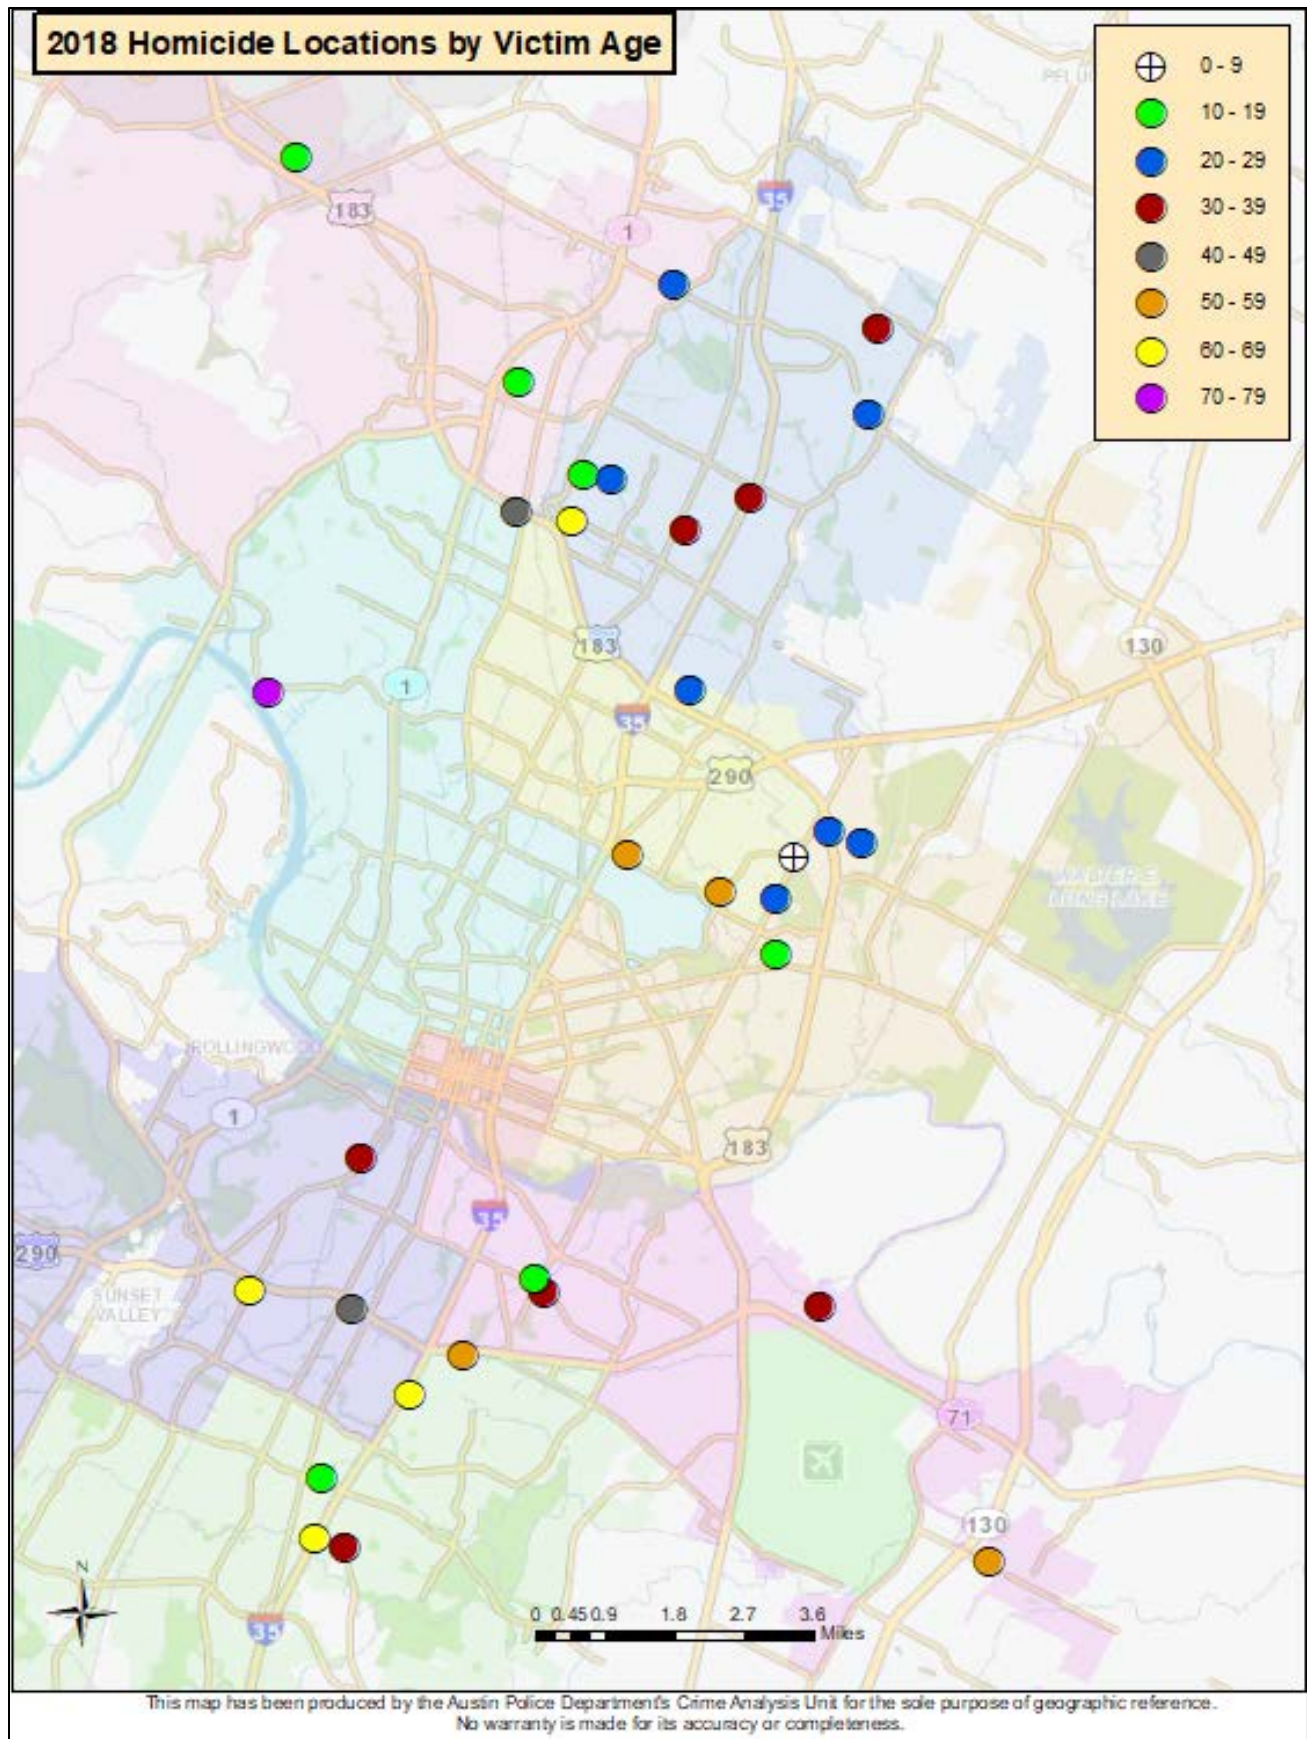 2018 Homicide Locations by Victim Age
0 - 9
10 - 19
20 - 29
30 - 39
40 - 49
50 - 59
60 - 69
70 - 79
183
1
35
183
130
1
35
290
WALTER E.
LONG LAKE
ROLLINGWOOD
1
183
35
290
SUNSET
VALLEY
71
130
N
35
0 0.45 0.9 1.8 2.7 3.6
Miles
This map has been produced by the Austin Police Department's Crime Analysis Unit for the sole purpose of geographic reference.
No warranty is made for its accuracy or completeness.